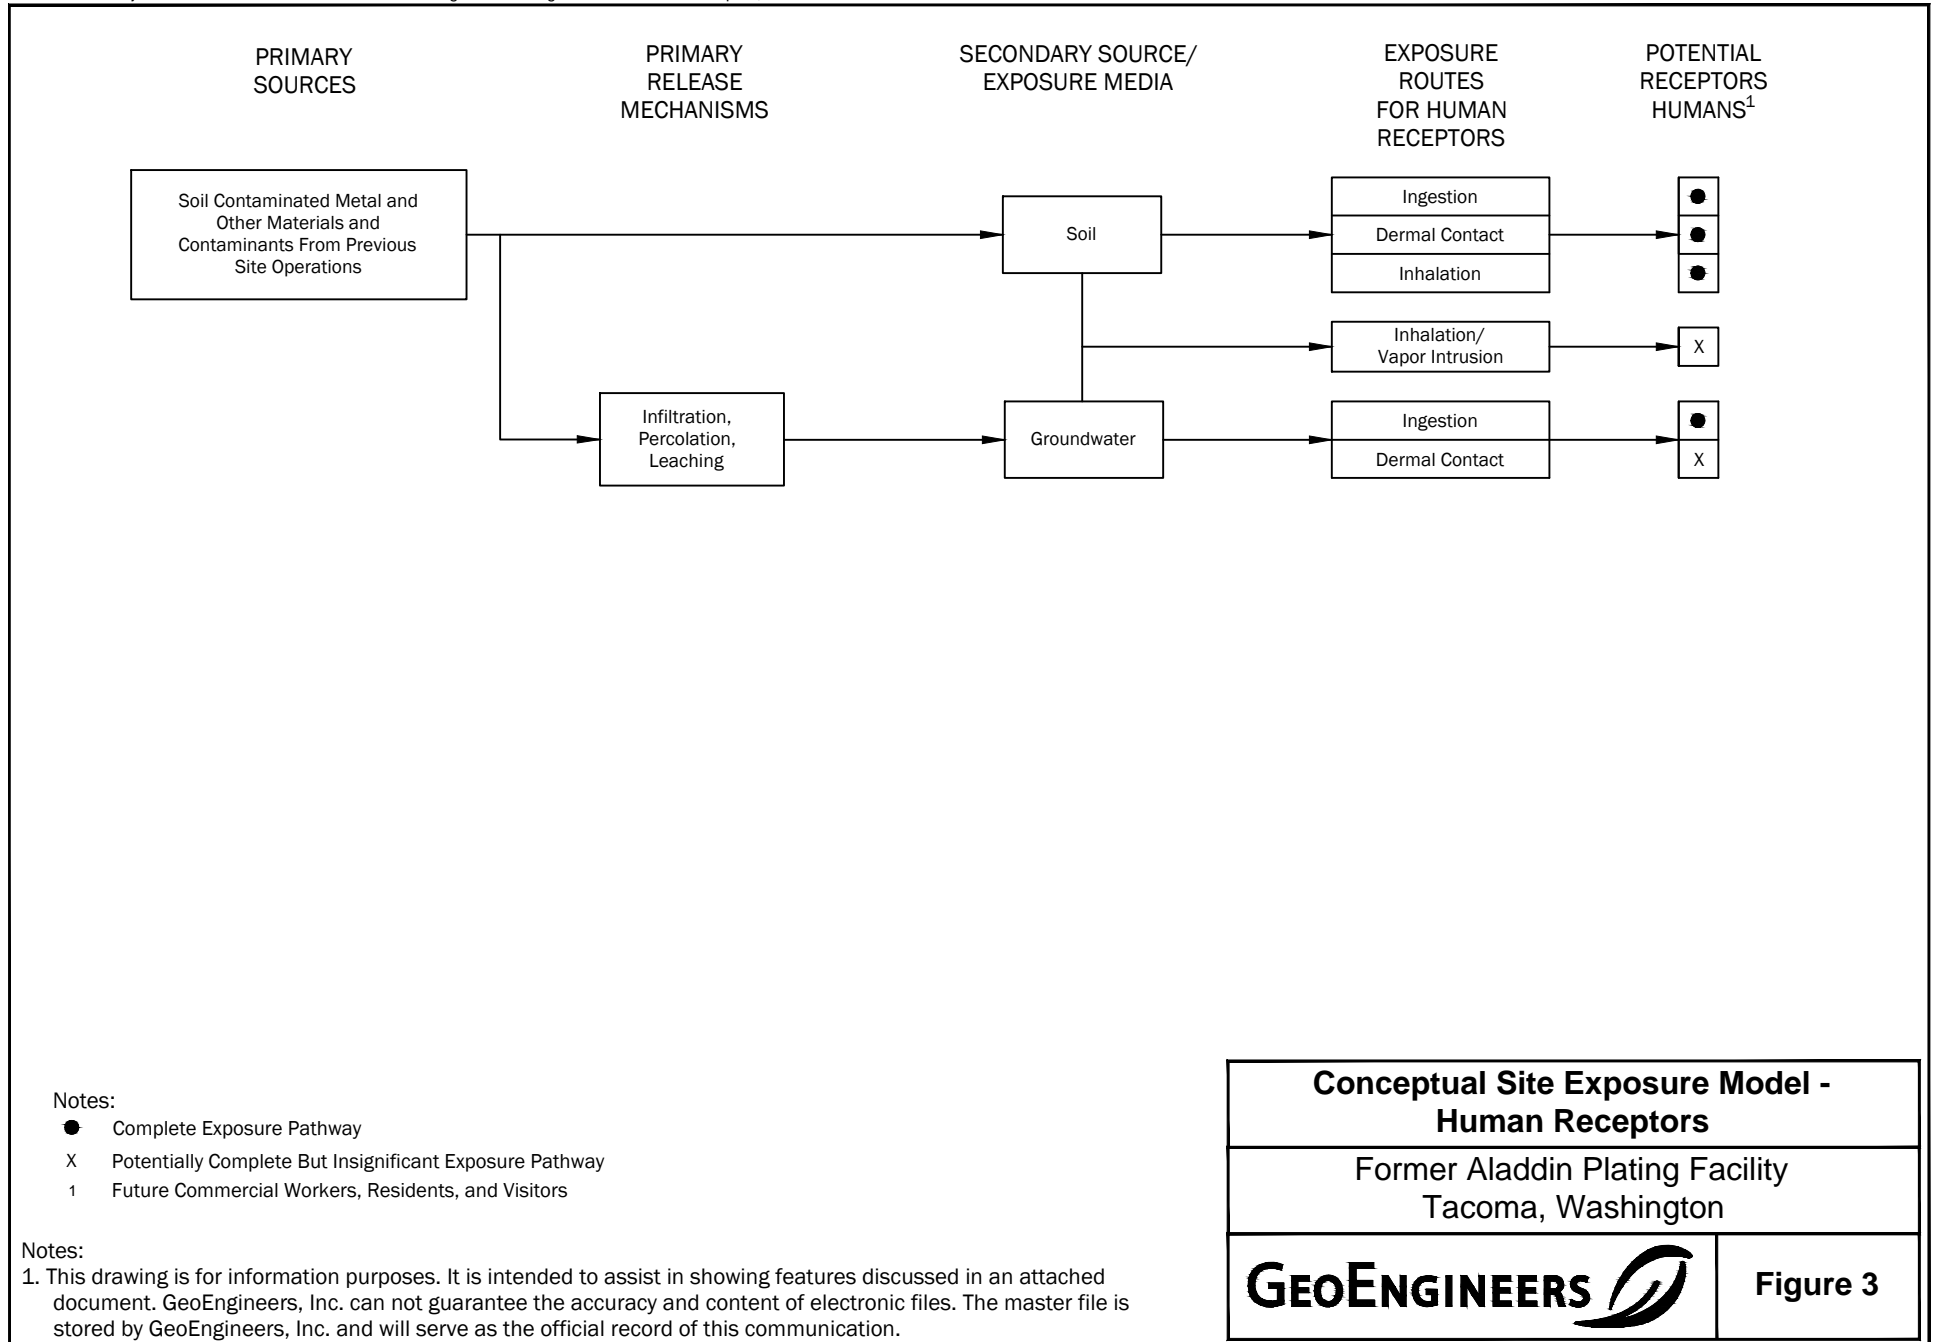 PRIMARY
SOURCES
PRIMARY
RELEASE
MECHANISMS
SECONDARY SOURCE/
EXPOSURE MEDIA
EXPOSURE
ROUTES
FOR HUMAN
RECEPTORS
POTENTIAL
RECEPTORS
HUMANS1
Soil Contaminated Metal and
Other Materials and
Contaminants From Previous
Site Operations
Soil
Ingestion
Dermal Contact
Inhalation
Inhalation/
Vapor Intrusion
X
Infiltration,
Percolation,
Leaching
Groundwater
Ingestion
Dermal Contact
X
Notes:
Complete Exposure Pathway
X Potentially Complete But Insignificant Exposure Pathway
1 Future Commercial Workers, Residents, and Visitors
Notes:
1. This drawing is for information purposes. It is intended to assist in showing features discussed in an attached
document. GeoEngineers, Inc. can not guarantee the accuracy and content of electronic files. The master file is
stored by GeoEngineers, Inc. and will serve as the official record of this communication.
Conceptual Site Exposure Model -
Human Receptors
Former Aladdin Plating Facility
Tacoma, Washington
GEOENGINEERS
Figure 3